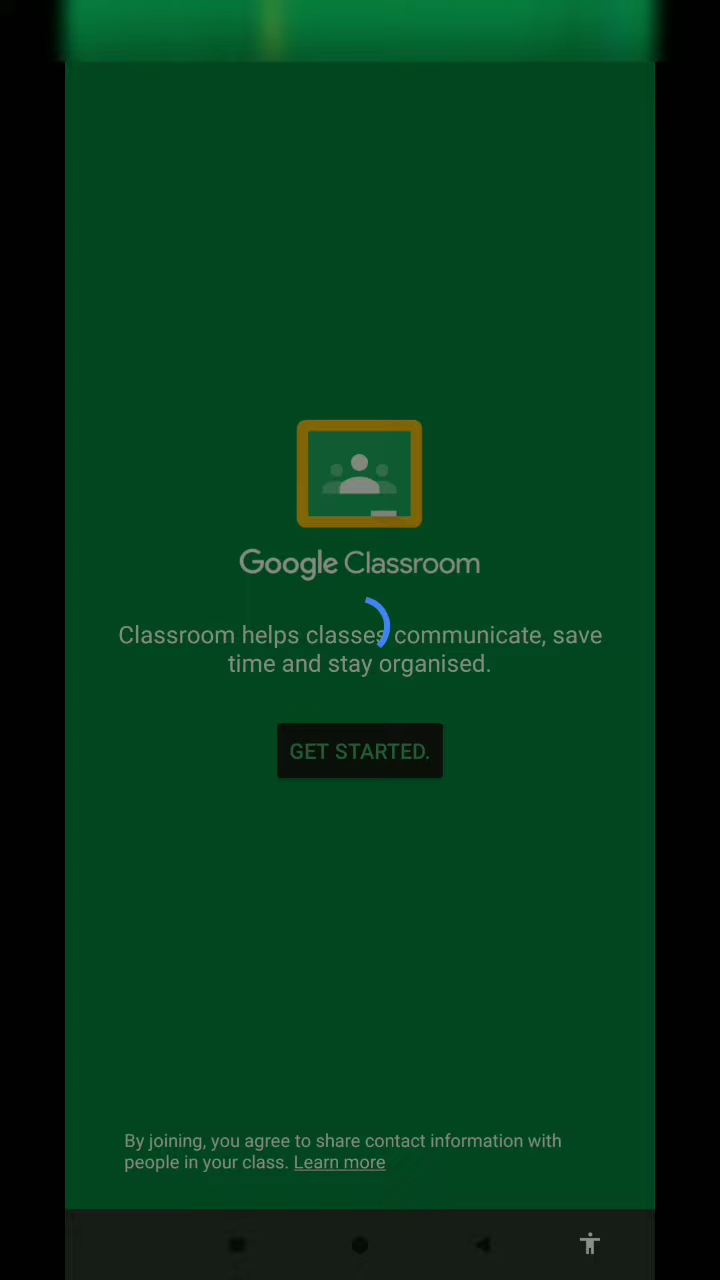 Google Classroom
Classroom helps classes communicate, save
time and stay organised.
GET STARTED.
By joining, you agree to share contact information with
people in your class. Learn more